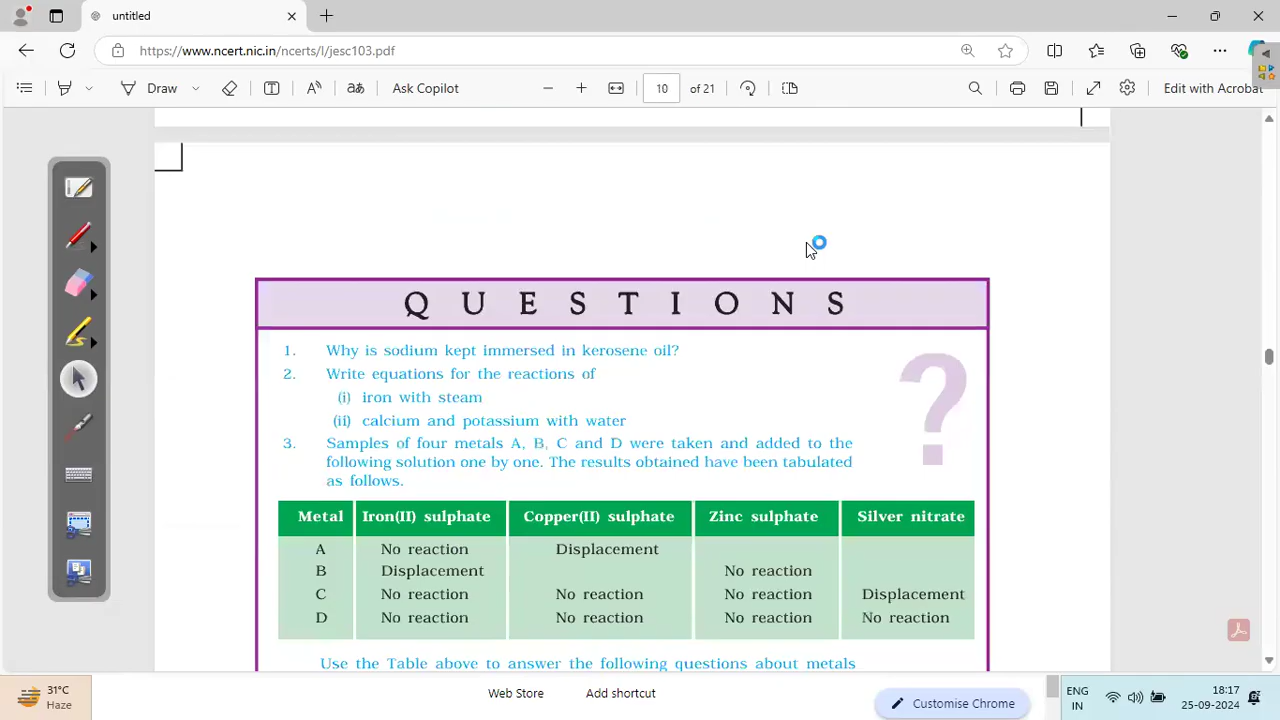 untitled
https://www.ncert.nic.in/ncerts/l/jesc103.pdf
Draw
Ask Copilot
10 of 21
Edit with Acrobat
QUESTIONS
1. Why is sodium kept immersed in kerosene oil?
2. Write equations for the reactions of
(i) iron with steam
(ii) calcium and potassium with water
3. Samples of four metals A, B, C and D were taken and added to the
following solution one by one. The results obtained have been tabulated
as follows.
?
Metal Iron(II) sulphate Copper(II) sulphate Zinc sulphate Silver nitrate
A No reaction Displacement
B Displacement No reaction
C No reaction No reaction No reaction Displacement
D No reaction No reaction No reaction No reaction
Use the Table above to answer the following questions about metals
31°C
Haze
Web Store Add shortcut
Customise Chrome
ENG
IN
18:17
25-09-2024